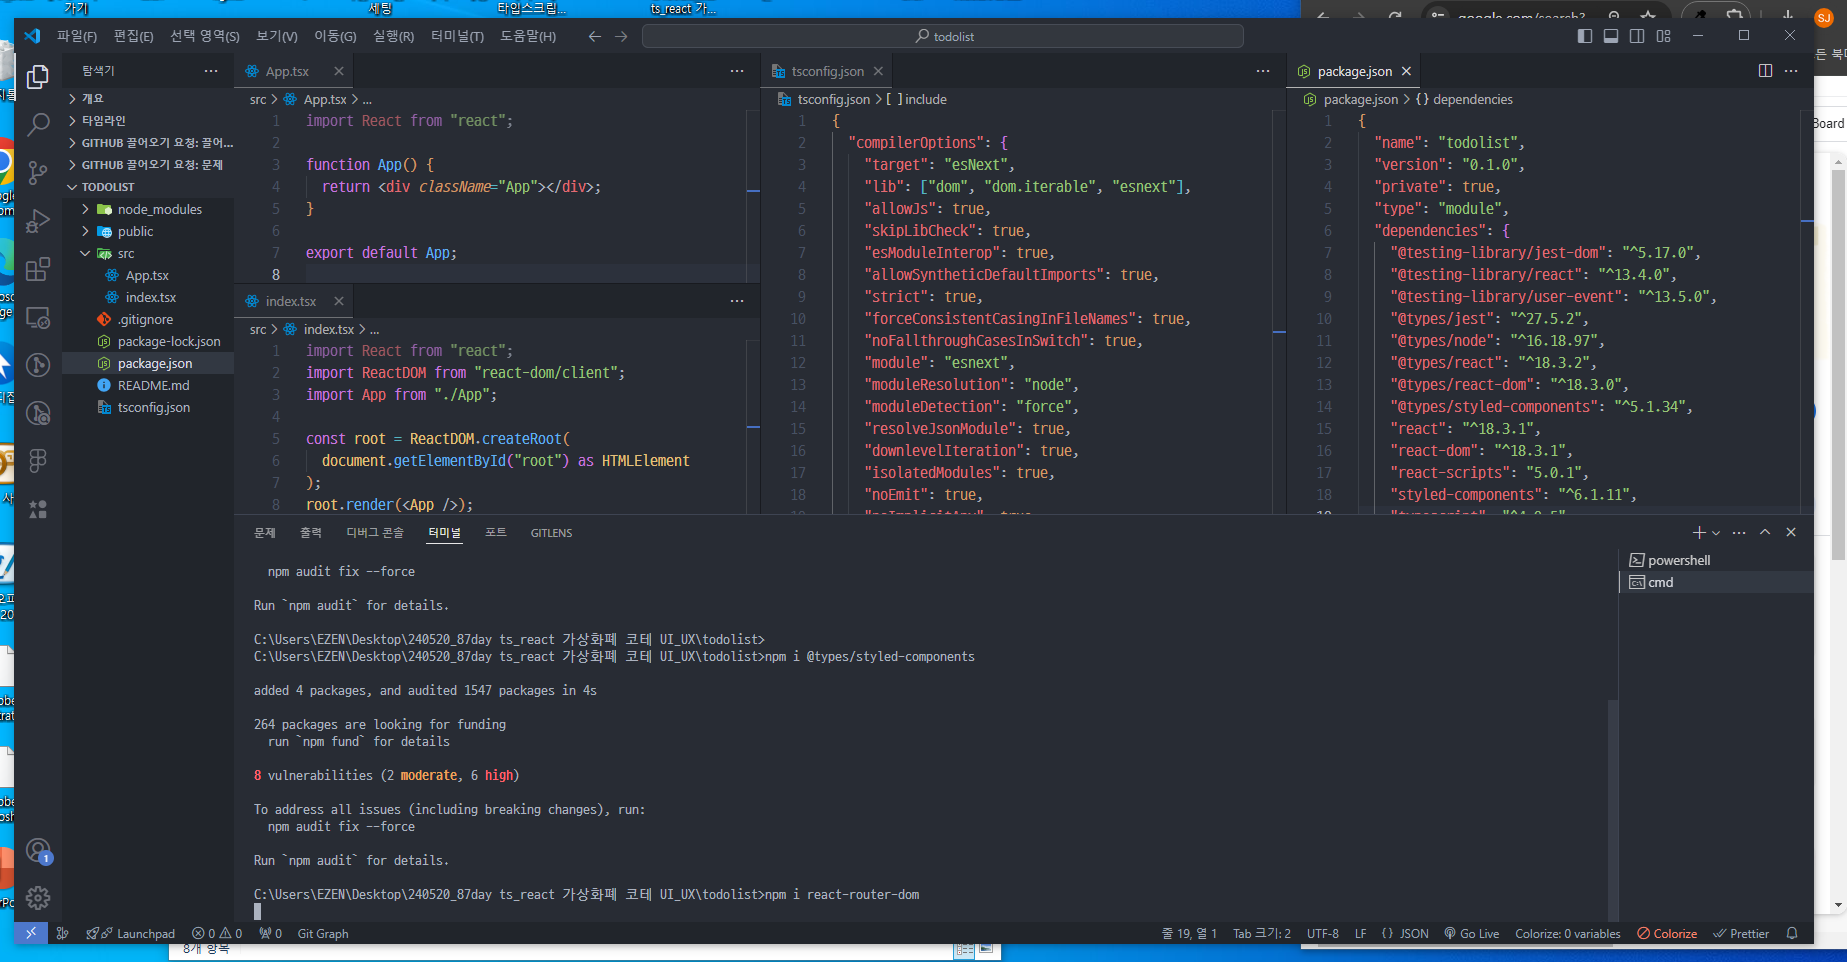 가기
세팅
타입스크립...
ts_react 가...
google.com/search?
SJ
파일(F) 편집(E) 선택 영역(S) 보기(V) 이동(G) 실행(R) 터미널(T) 도움말(H)
todolist
탐색기
개요
타임라인
GITHUB 끌어오기 요청: 끌어...
GITHUB 끌어오기 요청: 문제
TODOLIST
node_modules
public
src
App.tsx
index.tsx
.gitignore
package-lock.json
package.json
README.md
tsconfig.json
App.tsx
src > App.tsx > ...
1 import React from "react";
2
3 function App() {
4 return <div className="App"></div>;
5 }
6
7 export default App;
8
index.tsx
src > index.tsx > ...
1 import React from "react";
2 import ReactDOM from "react-dom/client";
3 import App from "./App";
4
5 const root = ReactDOM.createRoot(
6 document.getElementById("root") as HTMLElement
7 );
8 root.render(<App />);
tsconfig.json
tsconfig.json > [ ] include
1 {
2 "compilerOptions": {
3 "target": "esNext",
4 "lib": ["dom", "dom.iterable", "esnext"],
5 "allowJs": true,
6 "skipLibCheck": true,
7 "esModuleInterop": true,
8 "allowSyntheticDefaultImports": true,
9 "strict": true,
10 "forceConsistentCasingInFileNames": true,
11 "noFallthroughCasesInSwitch": true,
12 "module": "esnext",
13 "moduleResolution": "node",
14 "moduleDetection": "force",
15 "resolveJsonModule": true,
16 "downlevelIteration": true,
17 "isolatedModules": true,
18 "noEmit": true,
package.json
package.json > {} dependencies
1 {
2 "name": "todolist",
3 "version": "0.1.0",
4 "private": true,
5 "type": "module",
6 "dependencies": {
7 "@testing-library/jest-dom": "^5.17.0",
8 "@testing-library/react": "^13.4.0",
9 "@testing-library/user-event": "^13.5.0",
10 "@types/jest": "^27.5.2",
11 "@types/node": "^16.18.97",
12 "@types/react": "^18.3.2",
13 "@types/react-dom": "^18.3.0",
14 "@types/styled-components": "^5.1.34",
15 "react": "^18.3.1",
16 "react-dom": "^18.3.1",
17 "react-scripts": "5.0.1",
18 "styled-components": "^6.1.11",
Board
문제 출력 디버그 콘솔 터미널 포트 GITLENS
powershell
cmd
npm audit fix --force
Run `npm audit` for details.
C:\Users\EZEN\Desktop\240520_87day ts_react 가상화폐 코테 UI_UX\todolist>
C:\Users\EZEN\Desktop\240520_87day ts_react 가상화폐 코테 UI_UX\todolist>npm i @types/styled-components
added 4 packages, and audited 1547 packages in 4s
264 packages are looking for funding
run `npm fund` for details
8 vulnerabilities (2 moderate, 6 high)
To address all issues (including breaking changes), run:
npm audit fix --force
Run `npm audit` for details.
C:\Users\EZEN\Desktop\240520_87day ts_react 가상화폐 코테 UI_UX\todolist>npm i react-router-dom
1
Launchpad 0 0 0 Git Graph
줄 19, 열 1 Tab 크기: 2 UTF-8 LF {} JSON Go Live Colorize: 0 variables Colorize Prettier
8개 항목